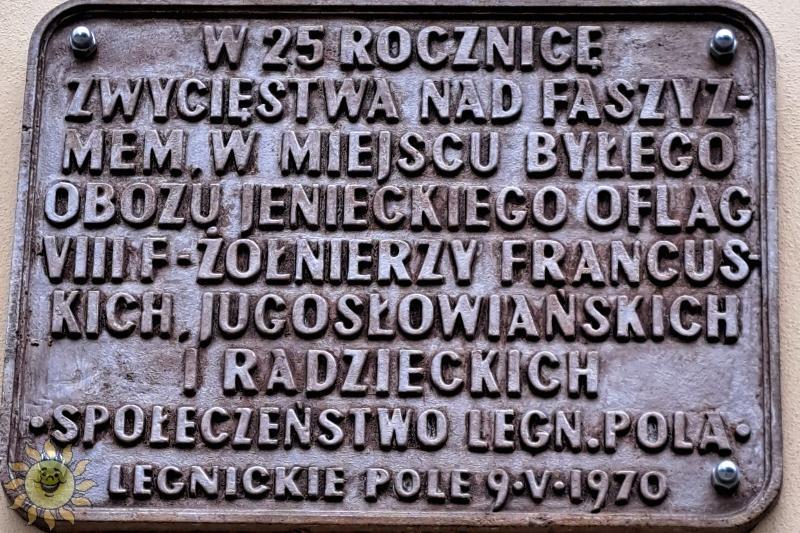 W 25 ROCZNICĘ
ZWYCIĘSTWA NAD FASZYZ-
MEM, W MIEJSCU BYŁEGO
OBOZU JENIECKIEGO OFLAG
VIII F - ŻOŁNIERZY FRANCUS-
KICH, JUGOSŁOWIAŃSKICH
I RADZIECKICH
·SPOŁECZEŃSTWO LEGN. POLA·
LEGNICKIE POLE 9·V·1970